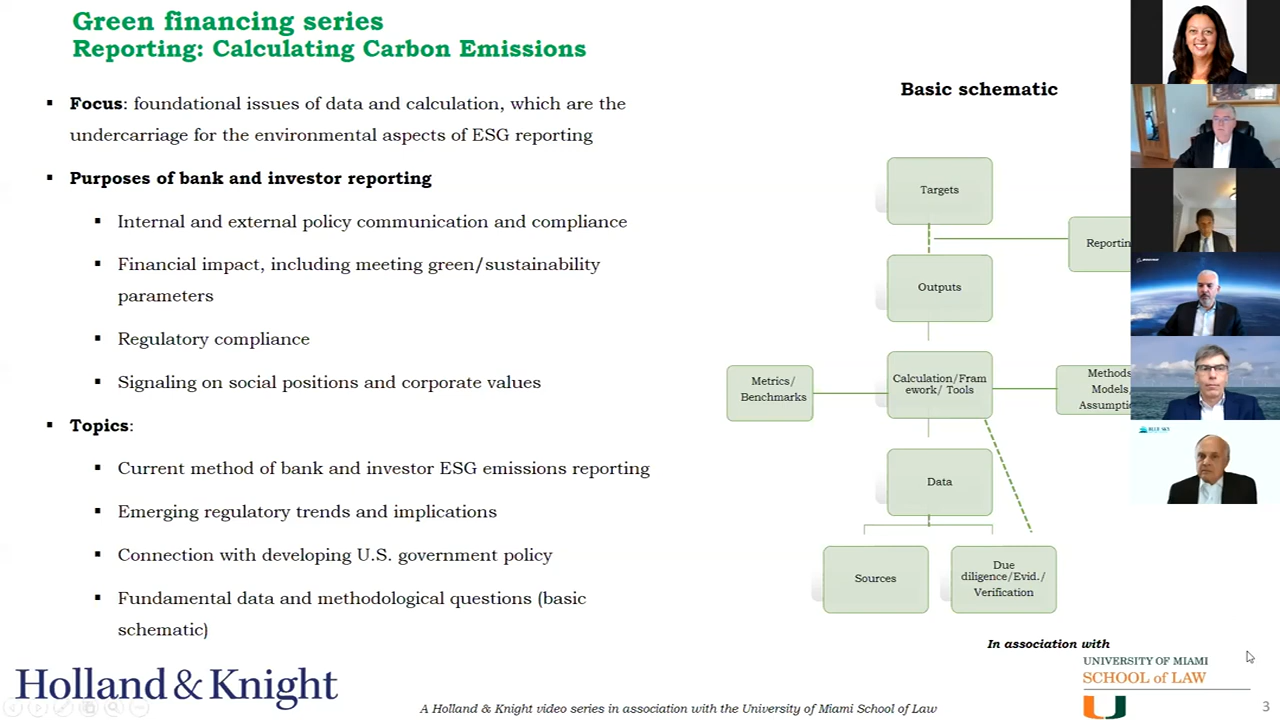 Green financing series
Reporting: Calculating Carbon Emissions
▪ Focus: foundational issues of data and calculation, which are the
undercarriage for the environmental aspects of ESG reporting
▪ Purposes of bank and investor reporting
▪ Internal and external policy communication and compliance
▪ Financial impact, including meeting green/sustainability
parameters
▪ Regulatory compliance
▪ Signaling on social positions and corporate values
▪ Topics:
▪ Current method of bank and investor ESG emissions reporting
▪ Emerging regulatory trends and implications
▪ Connection with developing U.S. government policy
▪ Fundamental data and methodological questions (basic
schematic)
Basic schematic
Targets
Reportin
Outputs
Metrics/
Benchmarks
Calculation/Fram
ework/ Tools
Methods
Models,
Assumptio
Data
Sources
Due
diligence/Evid./
Verification
BLUE SKY
In association with
UNIVERSITY OF MIAMI
SCHOOL of LAW
Holland & Knight
A Holland & Knight video series in association with the University of Miami School of Law
3